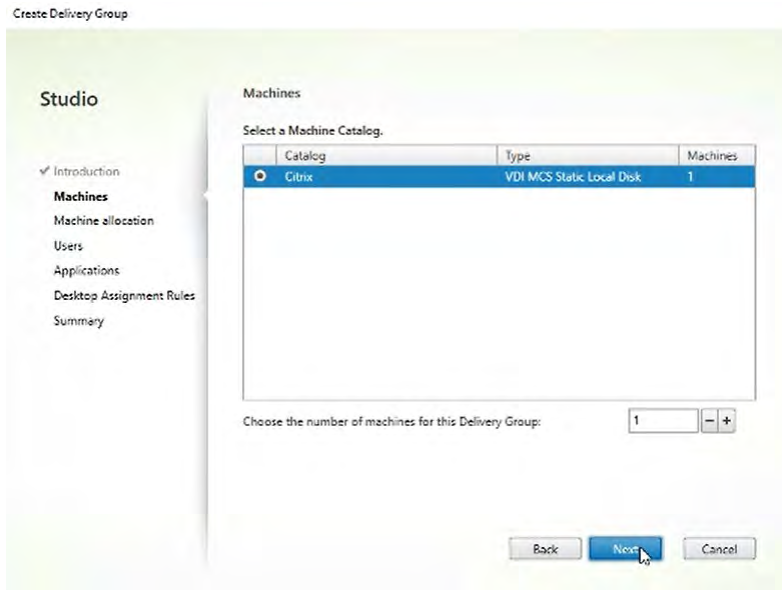 Create Delivery Group
Studio
Introduction
Machines
Machine allocation
Users
Applications
Desktop Assignment Rules
Summary
Machines
Select a Machine Catalog.
Catalog Type Machines
Citrix VDI MCS Static Local Disk 1
Choose the number of machines for this Delivery Group: 1 − +
Back Next Cancel